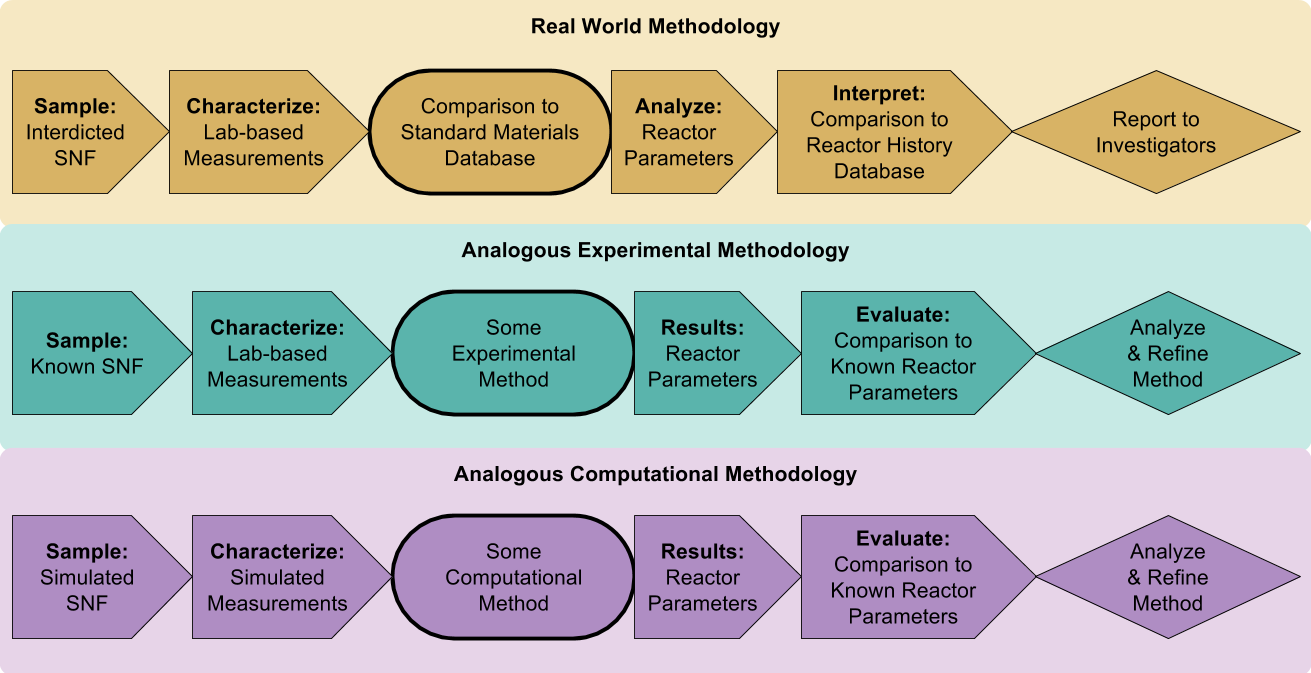 Real World Methodology
Sample:
Interdicted
SNF
Characterize:
Lab-based
Measurements
Comparison to
Standard Materials
Database
Analyze:
Reactor
Parameters
Interpret:
Comparison to
Reactor History
Database
Report to
Investigators
Analogous Experimental Methodology
Sample:
Known SNF
Characterize:
Lab-based
Measurements
Some
Experimental
Method
Results:
Reactor
Parameters
Evaluate:
Comparison to
Known Reactor
Parameters
Analyze
& Refine
Method
Analogous Computational Methodology
Sample:
Simulated
SNF
Characterize:
Simulated
Measurements
Some
Computational
Method
Results:
Reactor
Parameters
Evaluate:
Comparison to
Known Reactor
Parameters
Analyze
& Refine
Method